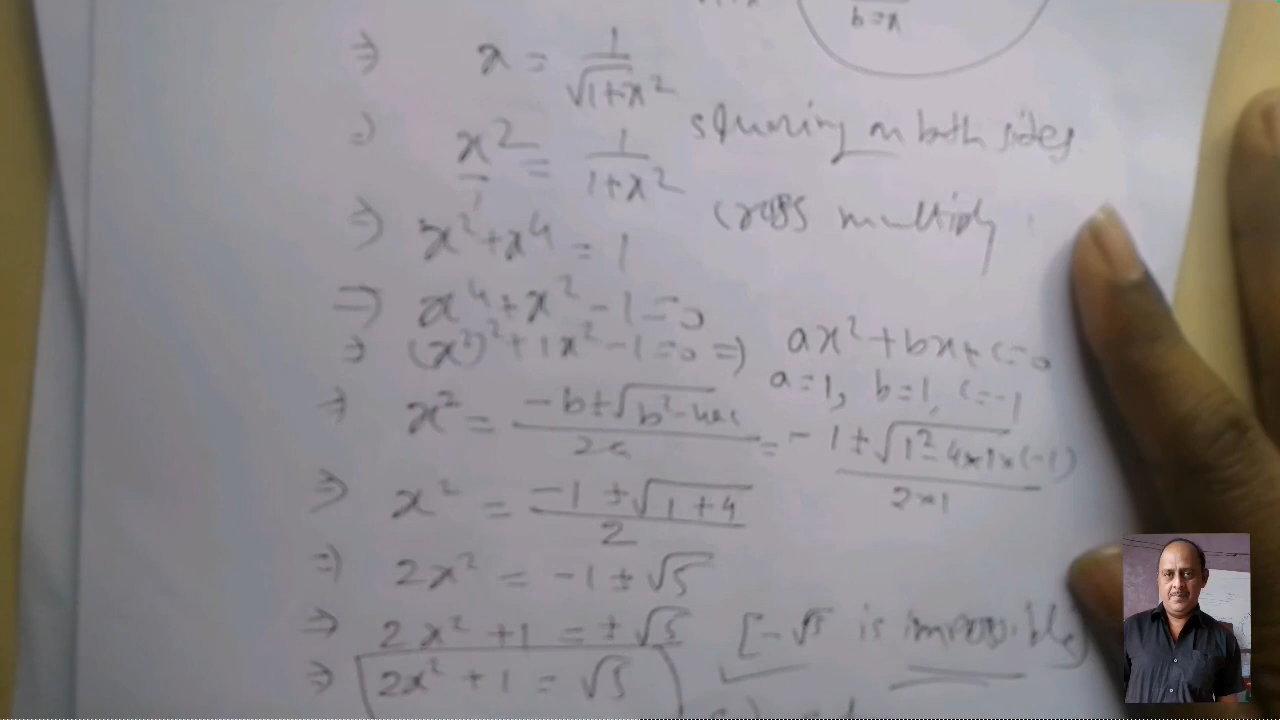 b=x
⇒ x = 1/√1+x²
⇒ x²/1 = 1/1+x² squaring on both sides
⇒ x²+x⁴ = 1 cross multiply
⇒ x⁴+x²-1=0
⇒ (x²)²+1x²-1=0 ⇒ ax²+bx+c=0
a=1, b=1, c=-1
⇒ x² = -b±√b²-4ac/2a = -1±√1²-4×1×(-1)/2×1
⇒ x² = -1±√1+4/2
⇒ 2x² = -1±√5
⇒ 2x²+1 = ±√5 [-√5 is impossible]
⇒ 2x²+1 = √5